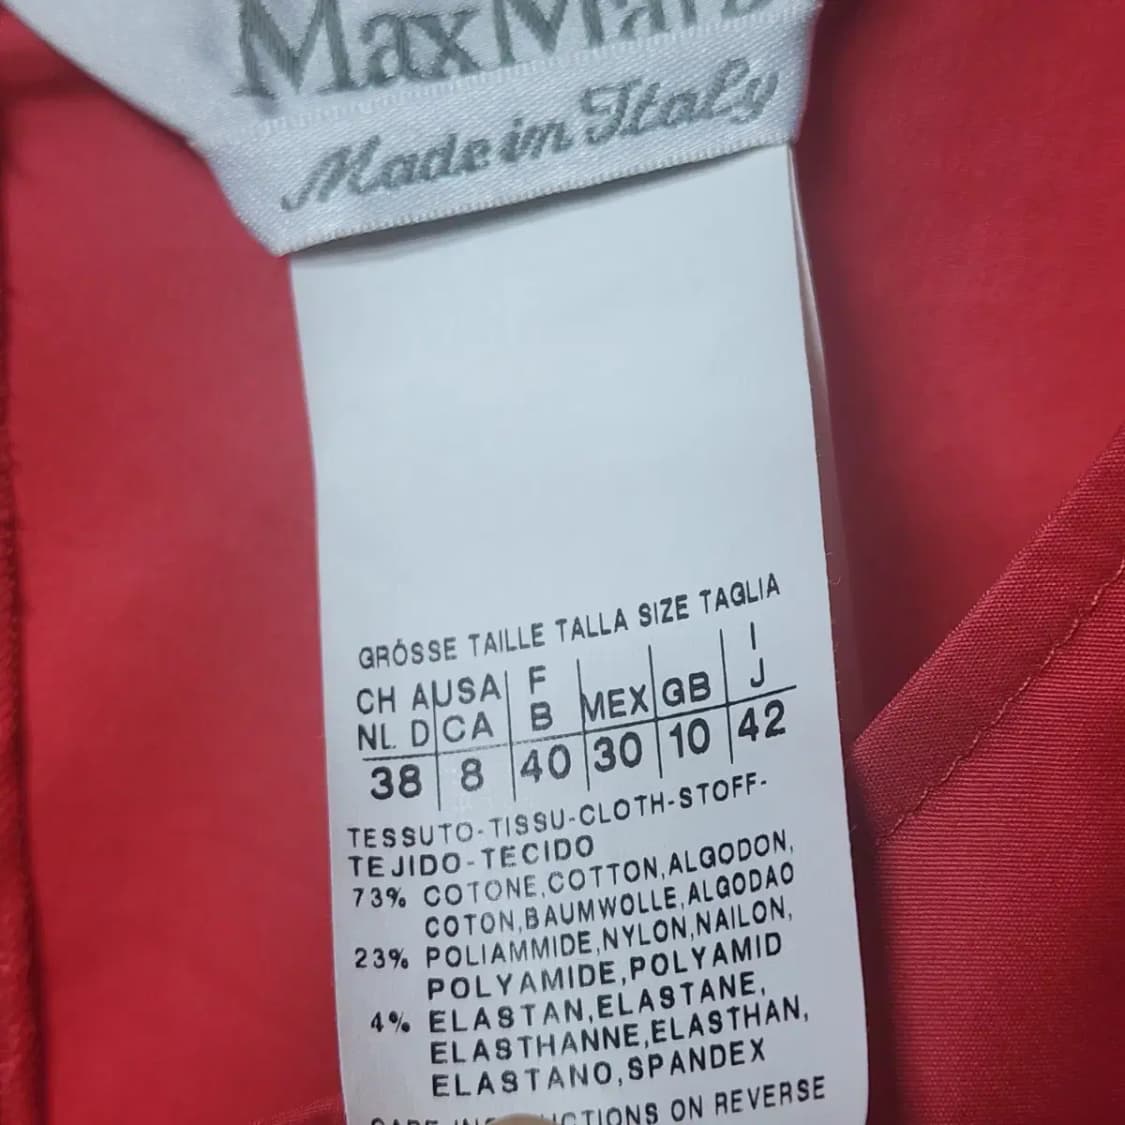 MaxMara
Made in Italy
GRÖSSE TAILLE TALLA SIZE TAGLIA
CH A USA F MEX GB I
NL D CA B J
38 8 40 30 10 42
TESSUTO-TISSU-CLOTH-STOFF-
TEJIDO-TECIDO
73% COTONE,COTTON,ALGODON,
COTON,BAUMWOLLE,ALGODAO
23% POLIAMMIDE,NYLON,NAILON,
POLYAMIDE,POLYAMID
4% ELASTAN,ELASTANE,
ELASTHANNE,ELASTHAN,
ELASTANO,SPANDEX
ON REVERSE